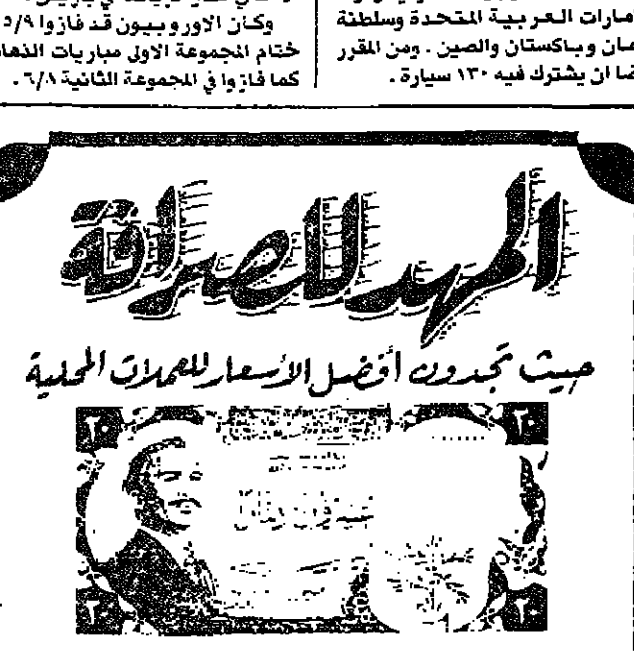 مارات العربية المتحدة وسلطنة
مان وباكستان والصين . ومن المقرر
ضا ان يشترك فيه ١٣٠ سيارة .
وكان الاوروبيون قد فازوا ٥/٩
ختام المجموعة الاولى مباريات الذها
كما فازوا في المجموعة الثانية ٦/٨ .
المهد للصرافة
حيث تجدون أفضل الأسعار للعملات المحلية
٢٠
٢٠
٢٠
٢٠